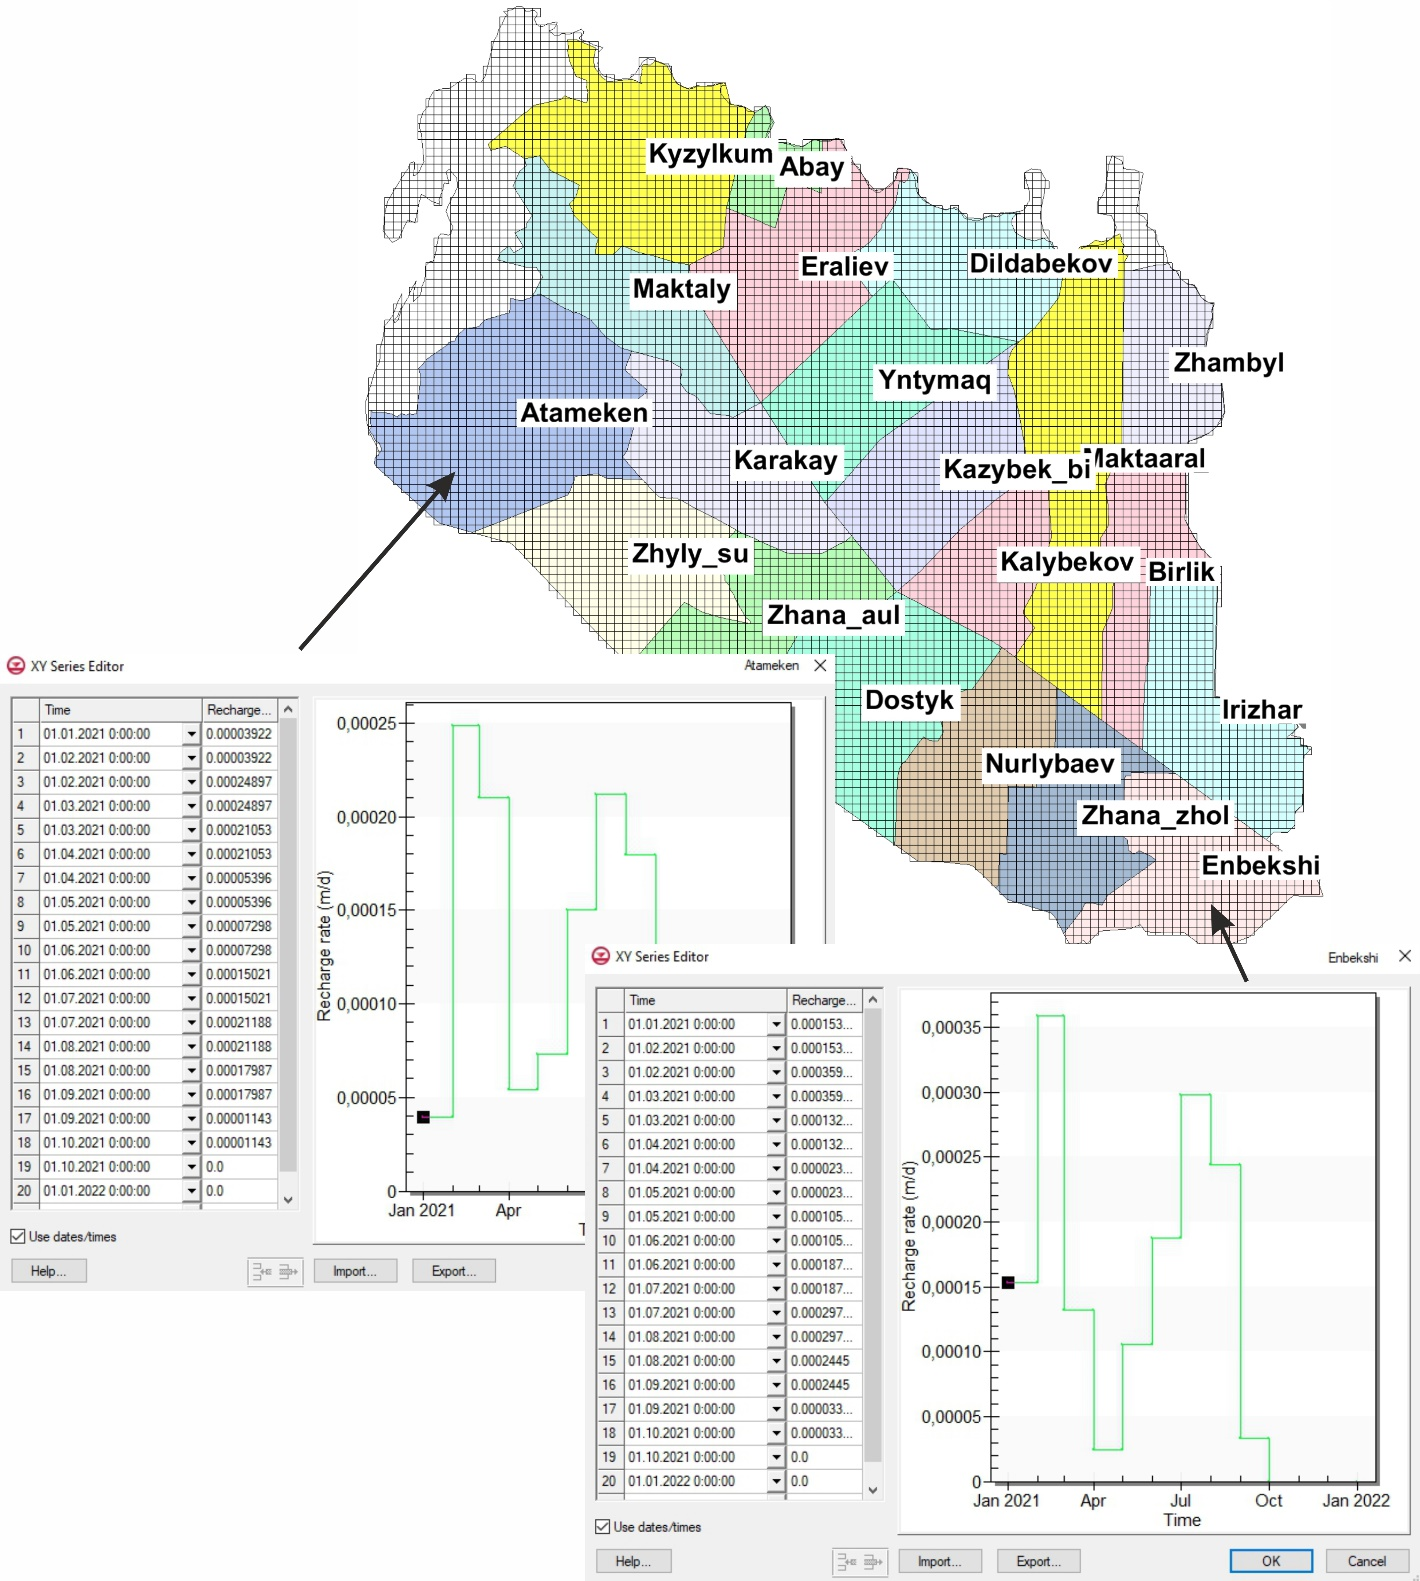 Kyzylkum
Abay
Eraliev
Dildabekov
Maktaly
Zhambyl
Yntymaq
Atameken
Karakay
Kazybek_bi
Maktaaral
Zhyly_su
Kalybekov
Birlik
Zhana_aul
Dostyk
Irizhar
Nurlybaev
Zhana_zhol
Enbekshi
XY Series Editor Atameken
Time Recharge...
1 01.01.2021 0:00:00 0.00003922
2 01.02.2021 0:00:00 0.00003922
3 01.02.2021 0:00:00 0.00024897
4 01.03.2021 0:00:00 0.00024897
5 01.03.2021 0:00:00 0.00021053
6 01.04.2021 0:00:00 0.00021053
7 01.04.2021 0:00:00 0.00005396
8 01.05.2021 0:00:00 0.00005396
9 01.05.2021 0:00:00 0.00007298
10 01.06.2021 0:00:00 0.00007298
11 01.06.2021 0:00:00 0.00015021
12 01.07.2021 0:00:00 0.00015021
13 01.07.2021 0:00:00 0.00021188
14 01.08.2021 0:00:00 0.00021188
15 01.08.2021 0:00:00 0.00017987
16 01.09.2021 0:00:00 0.00017987
17 01.09.2021 0:00:00 0.00001143
18 01.10.2021 0:00:00 0.00001143
19 01.10.2021 0:00:00 0.0
20 01.01.2022 0:00:00 0.0
Use dates/times
Help...
Import...
Export...
Recharge rate (m/d)
0,00025
0,00020
0,00015
0,00010
0,00005
0
Jan 2021 Apr
T
XY Series Editor Enbekshi
Time Recharge...
1 01.01.2021 0:00:00 0.000153...
2 01.02.2021 0:00:00 0.000153...
3 01.02.2021 0:00:00 0.000359...
4 01.03.2021 0:00:00 0.000359...
5 01.03.2021 0:00:00 0.000132...
6 01.04.2021 0:00:00 0.000132...
7 01.04.2021 0:00:00 0.000023...
8 01.05.2021 0:00:00 0.000023...
9 01.05.2021 0:00:00 0.000105...
10 01.06.2021 0:00:00 0.000105...
11 01.06.2021 0:00:00 0.000187...
12 01.07.2021 0:00:00 0.000187...
13 01.07.2021 0:00:00 0.000297...
14 01.08.2021 0:00:00 0.000297...
15 01.08.2021 0:00:00 0.0002445
16 01.09.2021 0:00:00 0.0002445
17 01.09.2021 0:00:00 0.000033...
18 01.10.2021 0:00:00 0.000033...
19 01.10.2021 0:00:00 0.0
20 01.01.2022 0:00:00 0.0
Use dates/times
Help...
Import...
Export...
OK
Cancel
Recharge rate (m/d)
0,00035
0,00030
0,00025
0,00020
0,00015
0,00010
0,00005
0
Jan 2021 Apr Jul Oct Jan 2022
Time